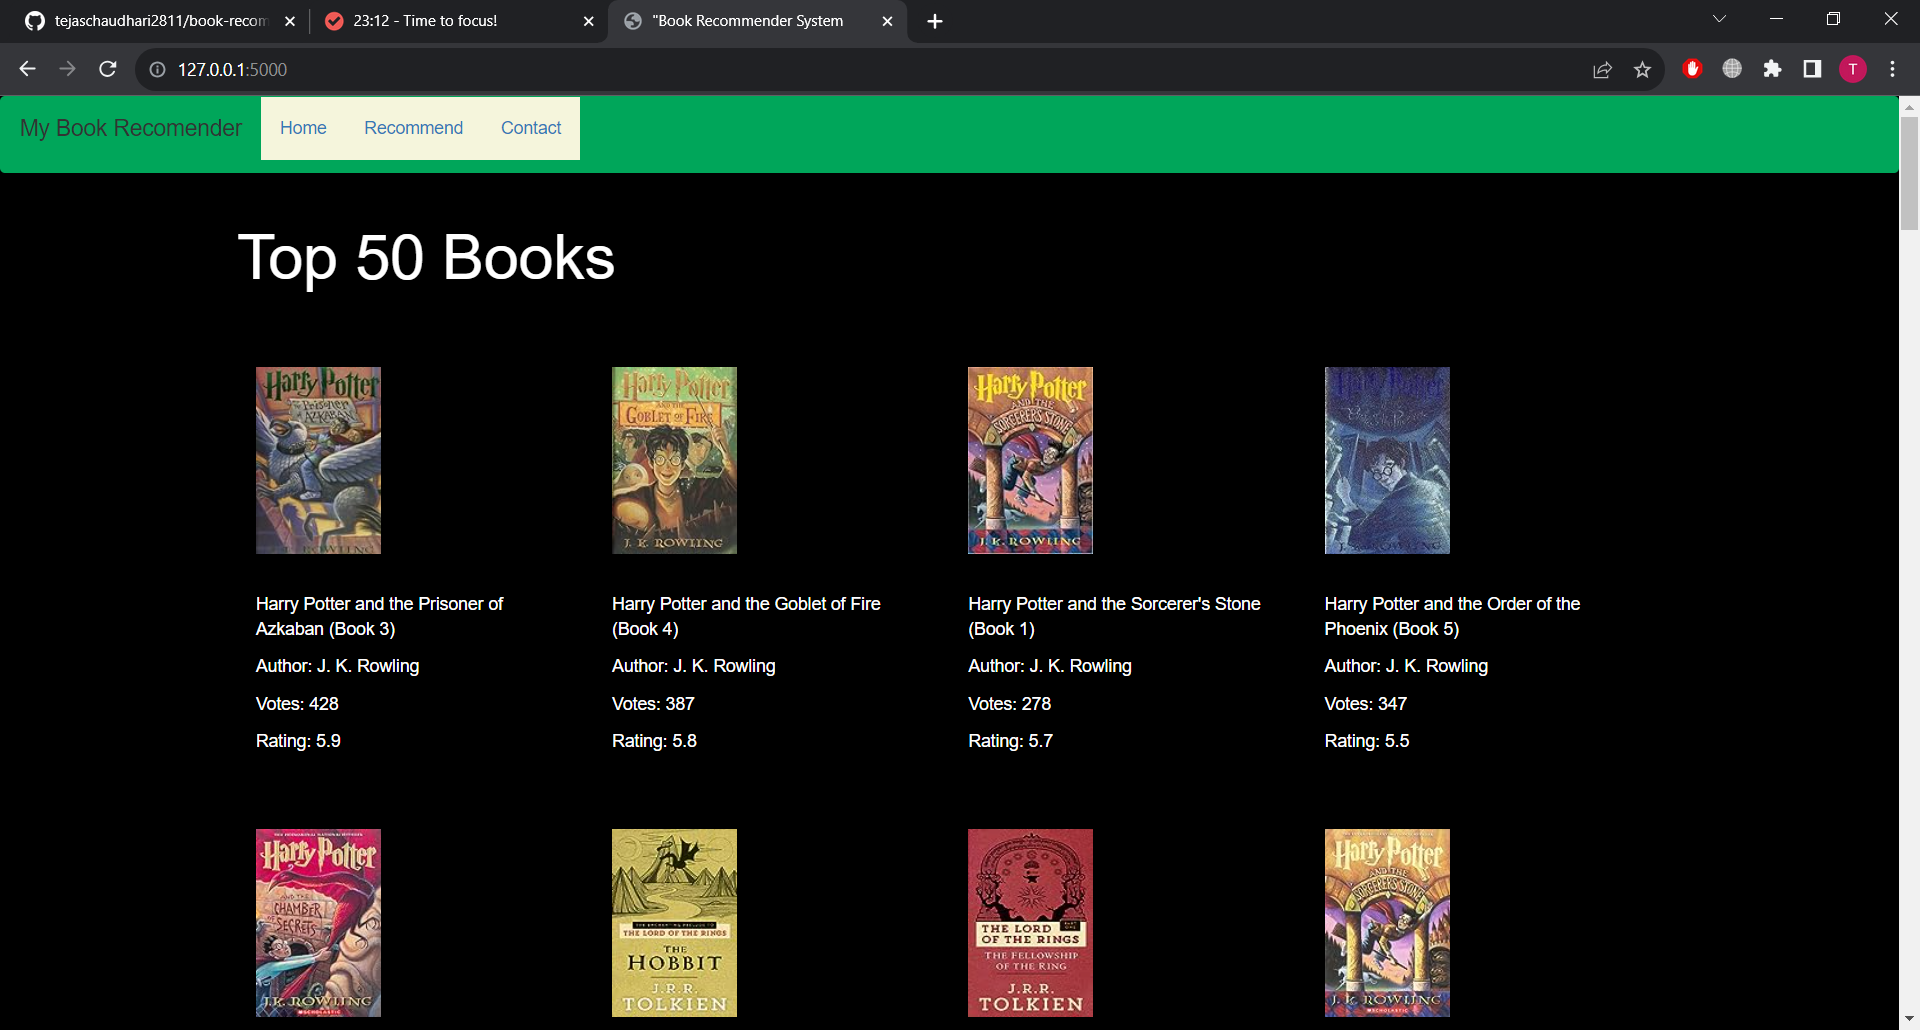 tejaschaudhari2811/book-recom
23:12 - Time to focus!
"Book Recommender System
127.0.0.1:5000
T
My Book Recomender
Home
Recommend
Contact
Top 50 Books
Harry Potter
Prisoner
of AZKABAN
Harry Potter
AND THE
GOBLET OF FIRE
J. K. ROWLING
Harry Potter
AND THE
SORCERER'S STONE
J. K. ROWLING
Harry Potter
Harry Potter and the Prisoner of
Azkaban (Book 3)
Author: J. K. Rowling
Votes: 428
Rating: 5.9
Harry Potter and the Goblet of Fire
(Book 4)
Author: J. K. Rowling
Votes: 387
Rating: 5.8
Harry Potter and the Sorcerer's Stone
(Book 1)
Author: J. K. Rowling
Votes: 278
Rating: 5.7
Harry Potter and the Order of the
Phoenix (Book 5)
Author: J. K. Rowling
Votes: 347
Rating: 5.5
Harry Potter
AND THE
CHAMBER
OF SECRETS
J.K. ROWLING
SCHOLASTIC
THE LORD OF THE RINGS
THE
HOBBIT
J.R.R.
TOLKIEN
THE LORD
OF THE RINGS
THE FELLOWSHIP
OF THE RING
J.R.R.
TOLKIEN
Harry Potter
AND THE
SORCERER'S STONE
J. K. ROWLING
SCHOLASTIC